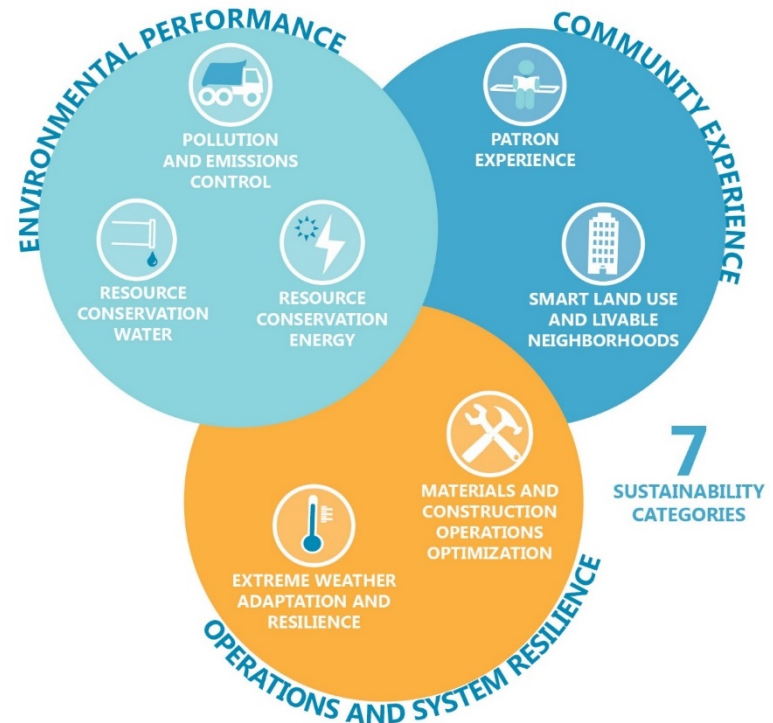 ENVIRONMENTAL PERFORMANCE
POLLUTION
AND EMISSIONS
CONTROL
RESOURCE
CONSERVATION
WATER
RESOURCE
CONSERVATION
ENERGY
COMMUNITY EXPERIENCE
PATRON
EXPERIENCE
SMART LAND USE
AND LIVABLE
NEIGHBORHOODS
MATERIALS AND
CONSTRUCTION
OPERATIONS
OPTIMIZATION
EXTREME WEATHER
ADAPTATION AND
RESILIENCE
OPERATIONS AND SYSTEM RESILIENCE
7
SUSTAINABILITY
CATEGORIES